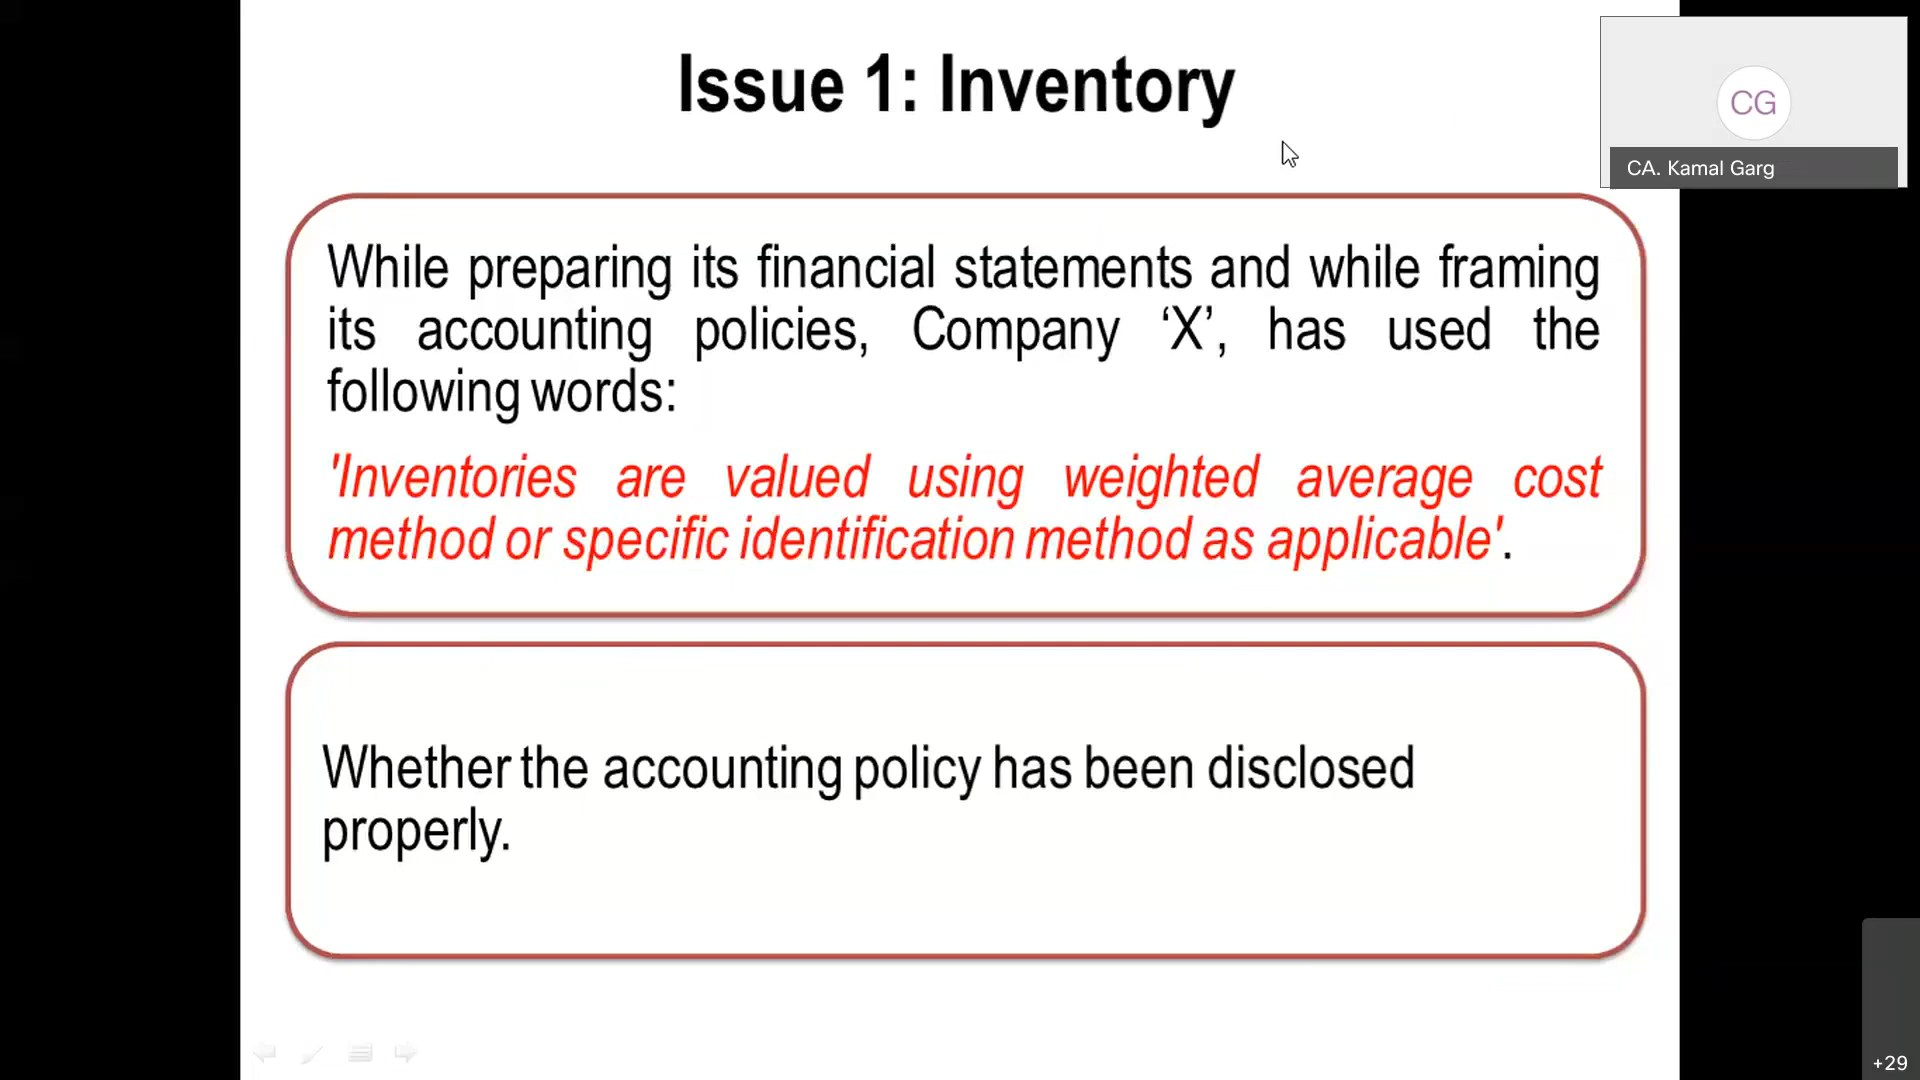 Issue 1: Inventory
CG
CA. Kamal Garg
While preparing its financial statements and while framing
its accounting policies, Company ‘X’, has used the
following words:
'Inventories are valued using weighted average cost
method or specific identification method as applicable'.
Whether the accounting policy has been disclosed
properly.
+29